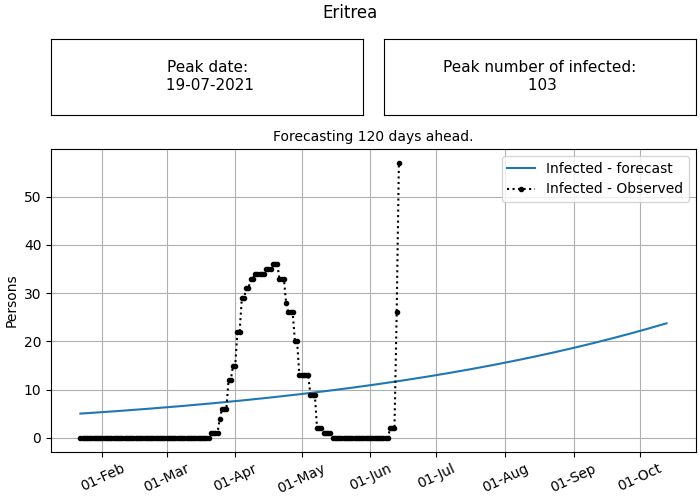 Eritrea
Peak date:
19-07-2021
Peak number of infected:
103
Forecasting 120 days ahead.
Infected - forecast
Infected - Observed
Persons
50
40
30
20
10
0
01-Feb
01-Mar
01-Apr
01-May
01-Jun
01-Jul
01-Aug
01-Sep
01-Oct